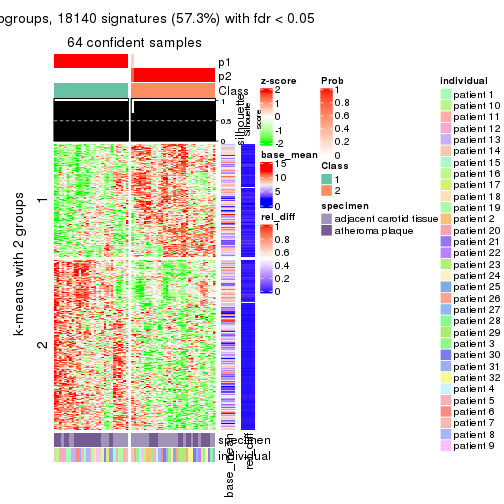 ogroups, 18140 signatures (57.3%) with fdr < 0.05
64 confident samples
p1
p2
Class
1
0.5
0
silhouette
silhouette
score
k-means with 2 groups
1
2
specimen
individual
base_mean
rel_diff
z-score
2
1
0
-1
-2
base_mean
15
10
5
0
rel_diff
1
0.8
0.6
0.4
0.2
0
Prob
1
0.8
0.6
0.4
0.2
0
Class
1
2
specimen
adjacent carotid tissue
atheroma plaque
individual
patient 1
patient 10
patient 11
patient 12
patient 13
patient 14
patient 15
patient 16
patient 17
patient 18
patient 19
patient 2
patient 20
patient 21
patient 22
patient 23
patient 24
patient 25
patient 26
patient 27
patient 28
patient 29
patient 3
patient 30
patient 31
patient 32
patient 4
patient 5
patient 6
patient 7
patient 8
patient 9